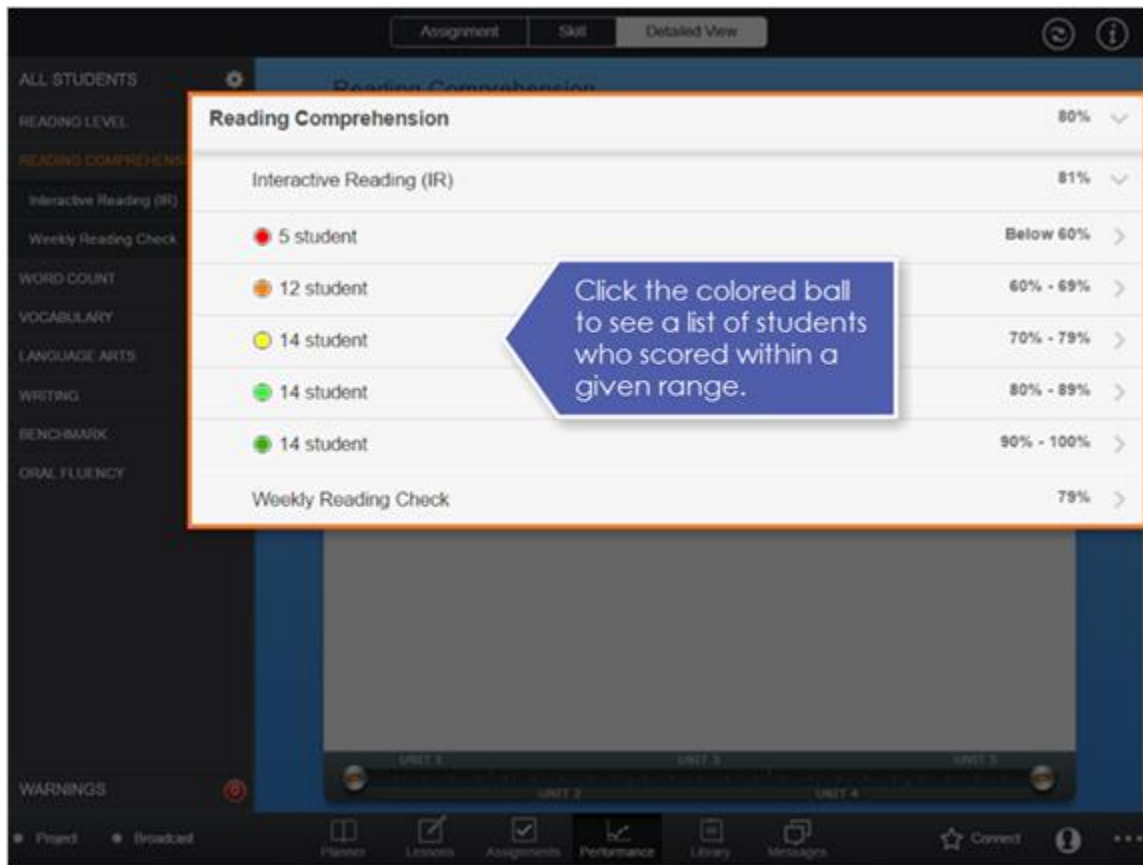 Assignment Skill Detailed View
ALL STUDENTS
Reading Comprehension
READING LEVEL
Reading Comprehension 80%
READING COMPREHENS
Interactive Reading (IR) 81%
Interactive Reading (IR)
5 student Below 60%
Weekly Reading Check
12 student 60% - 69%
WORD COUNT
14 student 70% - 79%
VOCABULARY
LANGUAGE ARTS
14 student 80% - 89%
WRITING
BENCHMARK
14 student 90% - 100%
ORAL FLUENCY
Weekly Reading Check 79%
Click the colored ball
to see a list of students
who scored within a
given range.
UNIT 1 UNIT 3 UNIT 5
UNIT 2 UNIT 4
WARNINGS 0
Project Broadcast Planner Lessons Assignments Performance Library Messages Connect